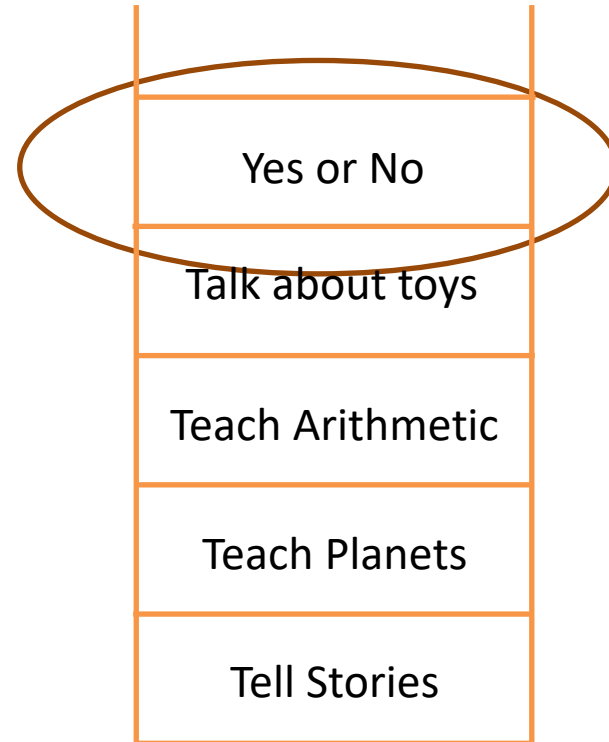 Yes or No
Talk about toys
Teach Arithmetic
Teach Planets
Tell Stories